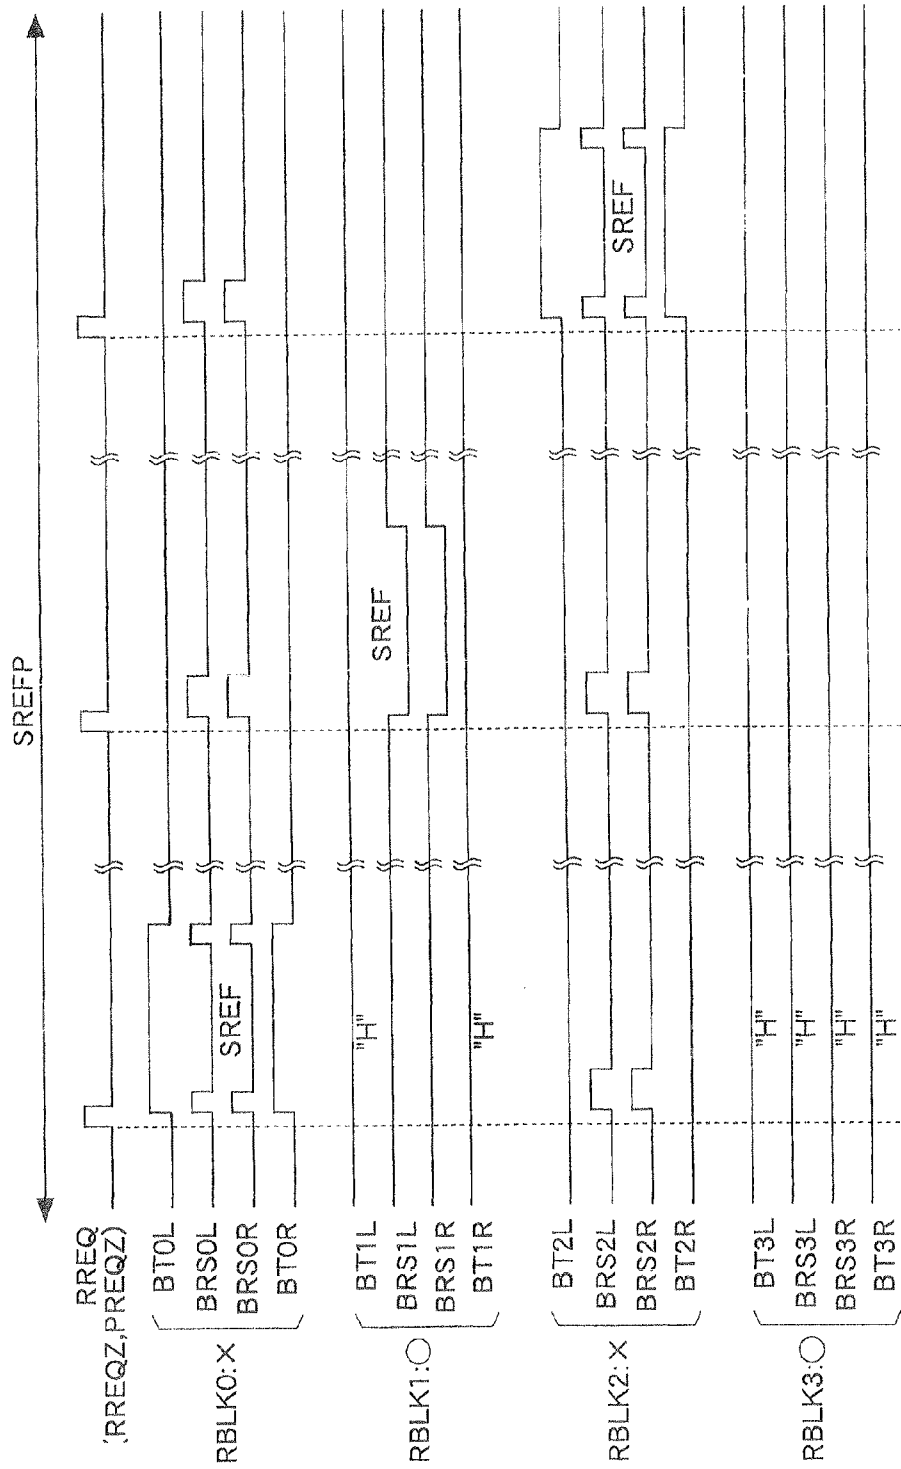 SREFP
RREQ
(RREQZ,PREQZ)
RBLK0:×
BT0L
BRS0L
SREF
BRS0R
BT0R
RBLK1:○
BT1L
"H"
BRS1L
SREF
BRS1R
BT1R
"H"
RBLK2:×
BT2L
BRS2L
SREF
BRS2R
BT2R
RBLK3:○
BT3L
"H"
BRS3L
"H"
BRS3R
"H"
BT3R
"H"